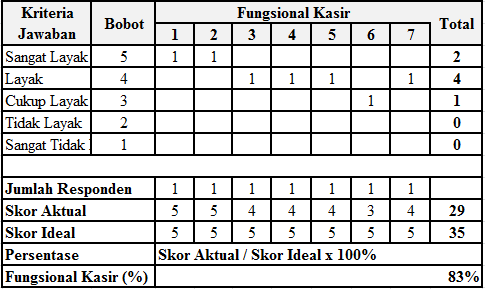 Kriteria Jawaban Bobot Fungsional Kasir Total
1 2 3 4 5 6 7
Sangat Layak 5 1 1 2
Layak 4 1 1 1 1 4
Cukup Layak 3 1 1
Tidak Layak 2 0
Sangat Tidak 1 0
Jumlah Responden 1 1 1 1 1 1 1
Skor Aktual 5 5 4 4 4 3 4 29
Skor Ideal 5 5 5 5 5 5 5 35
Persentase Skor Aktual / Skor Ideal x 100%
Fungsional Kasir (%) 83%